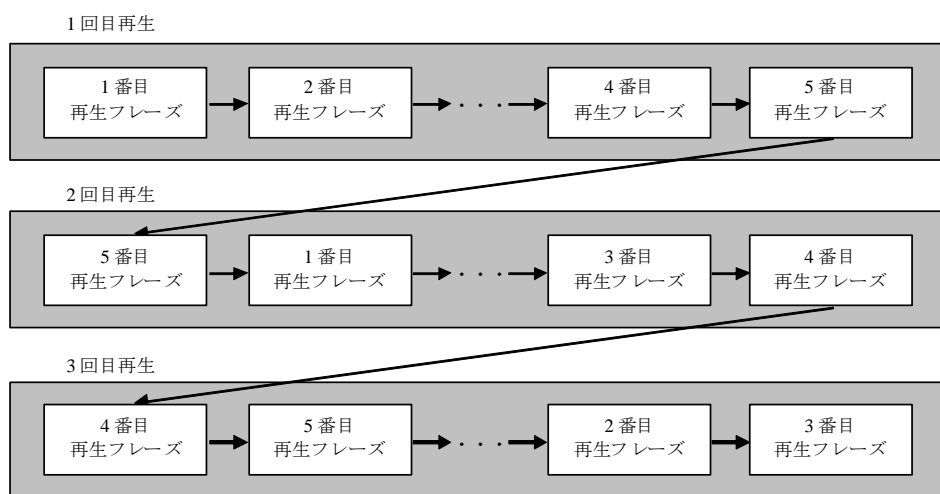 1 回目再生
1 番目
再生フレーズ
2 番目
再生フレーズ
・・・
4 番目
再生フレーズ
5 番目
再生フレーズ
2 回目再生
5 番目
再生フレーズ
1 番目
再生フレーズ
・・・
3 番目
再生フレーズ
4 番目
再生フレーズ
3 回目再生
4 番目
再生フレーズ
5 番目
再生フレーズ
・・・
2 番目
再生フレーズ
3 番目
再生フレーズ